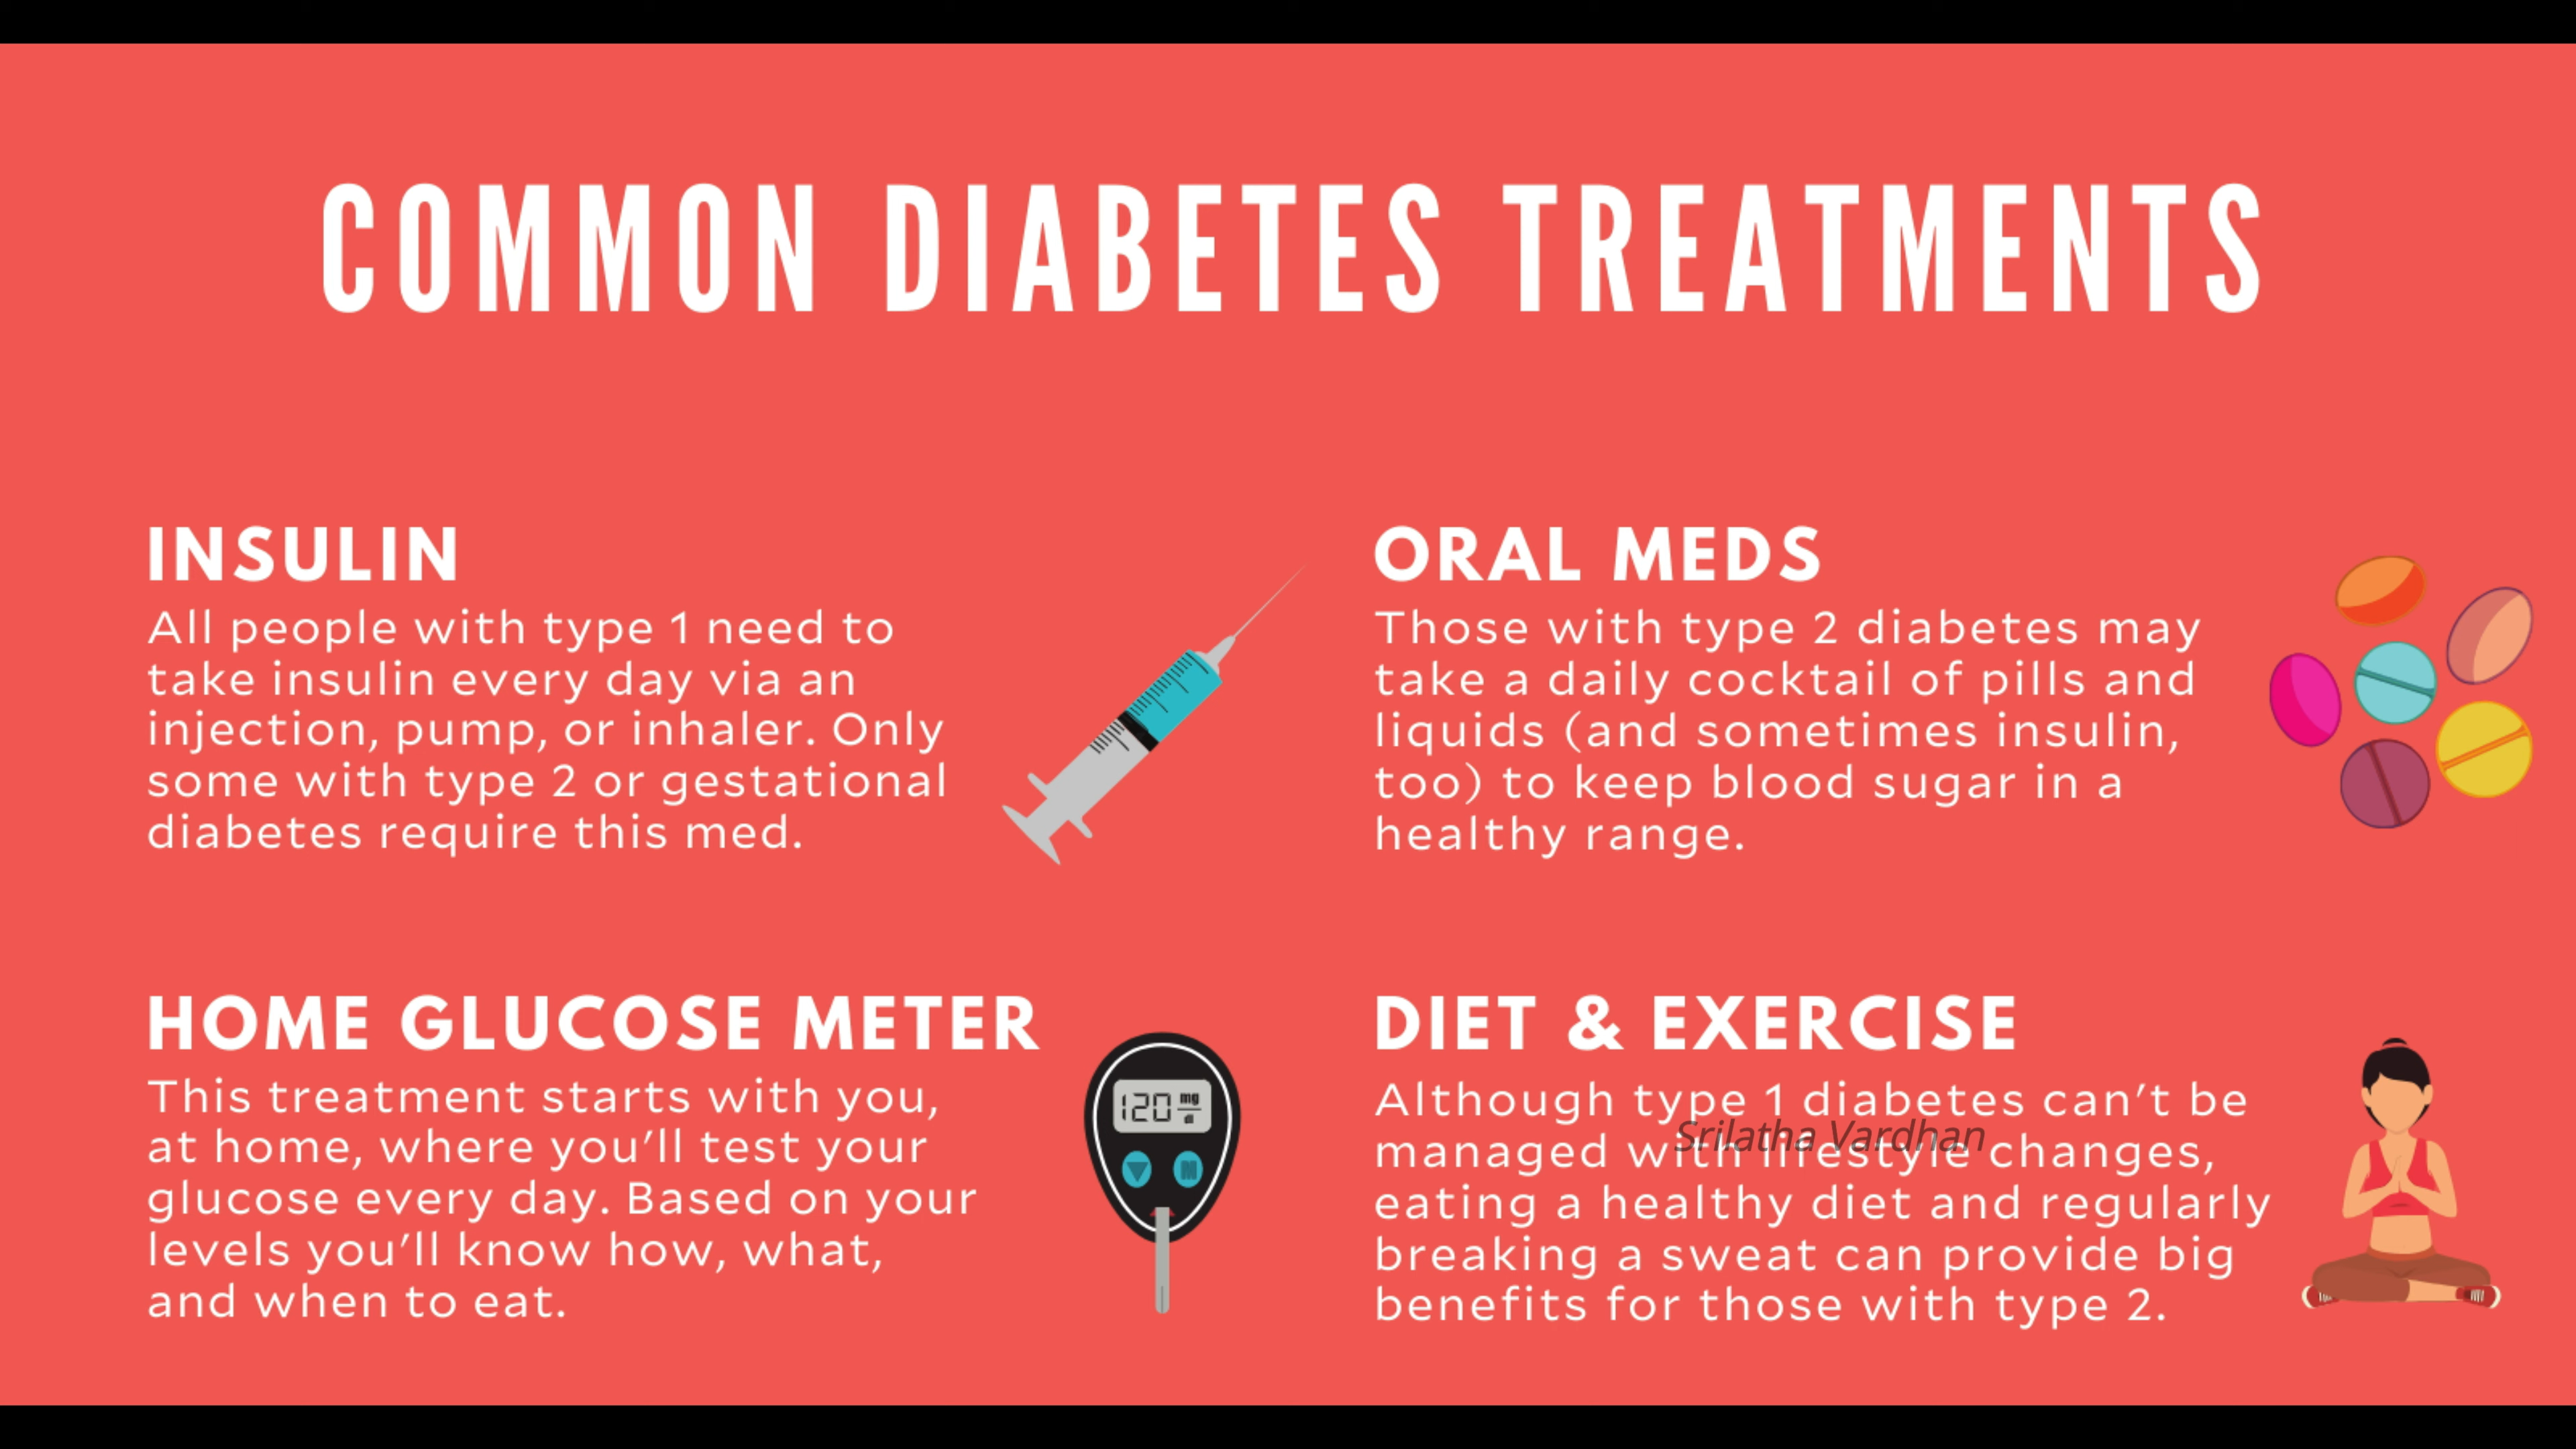 COMMON DIABETES TREATMENTS
INSULIN
All people with type 1 need to
take insulin every day via an
injection, pump, or inhaler. Only
some with type 2 or gestational
diabetes require this med.
ORAL MEDS
Those with type 2 diabetes may
take a daily cocktail of pills and
liquids (and sometimes insulin,
too) to keep blood sugar in a
healthy range.
HOME GLUCOSE METER
This treatment starts with you,
at home, where you'll test your
glucose every day. Based on your
levels you'll know how, what,
and when to eat.
120 mg
dl
M
DIET & EXERCISE
Although type 1 diabetes can't be
managed with lifestyle changes,
eating a healthy diet and regularly
breaking a sweat can provide big
benefits for those with type 2.
Srilatha Vardhan